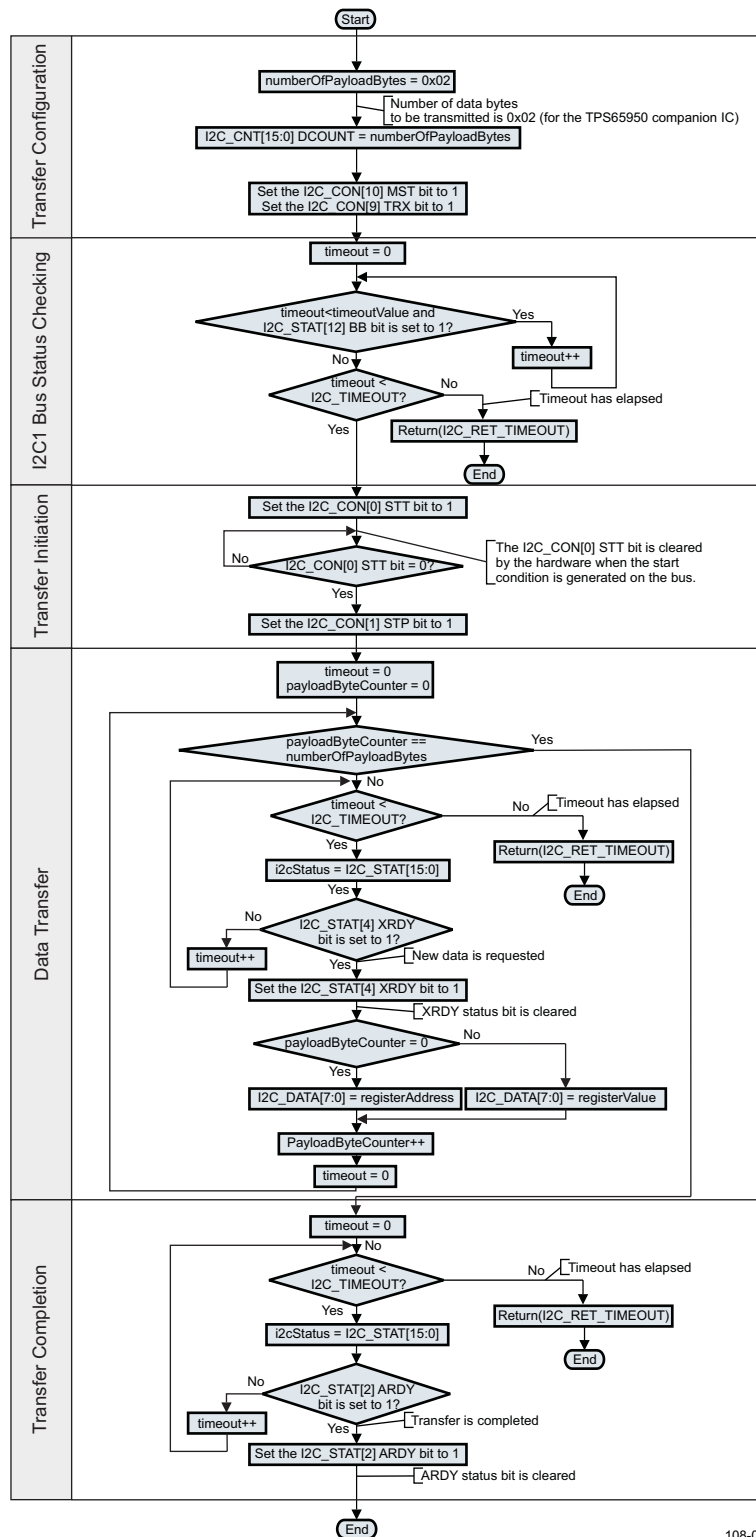 Start
Transfer Configuration
numberOfPayloadBytes = 0x02
Number of data bytes
to be transmitted is 0x02 (for the TPS65950 companion IC)
I2C_CNT[15:0] DCOUNT = numberOfPayloadBytes
Set the I2C_CON[10] MST bit to 1
Set the I2C_CON[9] TRX bit to 1
I2C1 Bus Status Checking
timeout = 0
timeout<timeoutValue and
I2C_STAT[12] BB bit is set to 1?
Yes
timeout++
No
timeout <
I2C_TIMEOUT?
No
Timeout has elapsed
Yes
Return(I2C_RET_TIMEOUT)
End
Transfer Initiation
Set the I2C_CON[0] STT bit to 1
No
I2C_CON[0] STT bit = 0?
The I2C_CON[0] STT bit is cleared
by the hardware when the start
condition is generated on the bus.
Yes
Set the I2C_CON[1] STP bit to 1
Data Transfer
timeout = 0
payloadByteCounter = 0
payloadByteCounter ==
numberOfPayloadBytes
Yes
No
timeout <
I2C_TIMEOUT?
No
Timeout has elapsed
Yes
Return(I2C_RET_TIMEOUT)
i2cStatus = I2C_STAT[15:0]
End
Yes
No
I2C_STAT[4] XRDY
bit is set to 1?
timeout++
New data is requested
Yes
Set the I2C_STAT[4] XRDY bit to 1
XRDY status bit is cleared
payloadByteCounter = 0
No
Yes
I2C_DATA[7:0] = registerAddress
I2C_DATA[7:0] = registerValue
PayloadByteCounter++
timeout = 0
Transfer Completion
timeout = 0
No
timeout <
I2C_TIMEOUT?
No
Timeout has elapsed
Yes
Return(I2C_RET_TIMEOUT)
i2cStatus = I2C_STAT[15:0]
End
No
I2C_STAT[2] ARDY
bit is set to 1?
timeout++
Transfer is completed
Yes
Set the I2C_STAT[2] ARDY bit to 1
ARDY status bit is cleared
End